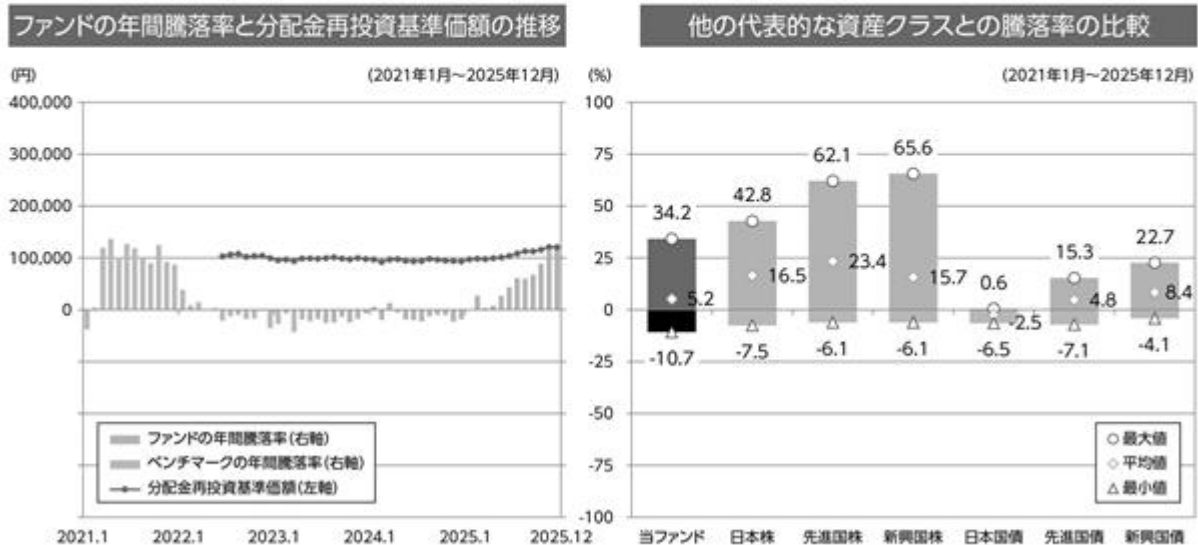 ファンドの年間騰落率と分配金再投資基準価額の推移
(円)
(2021年1月～2025年12月)
400,000
300,000
200,000
100,000
0
ファンドの年間騰落率(右軸)
ベンチマークの年間騰落率(右軸)
分配金再投資基準価額(左軸)
2021.1
2022.1
2023.1
2024.1
2025.1
2025.12
他の代表的な資産クラスとの騰落率の比較
(%)
(2021年1月～2025年12月)
100
75
50
25
0
-25
-50
-75
-100
34.2
42.8
62.1
65.6
0.6
15.3
22.7
5.2
16.5
23.4
15.7
-2.5
4.8
8.4
-10.7
-7.5
-6.1
-6.1
-6.5
-7.1
-4.1
最大値
平均値
最小値
当ファンド
日本株
先進国株
新興国株
日本国債
先進国債
新興国債